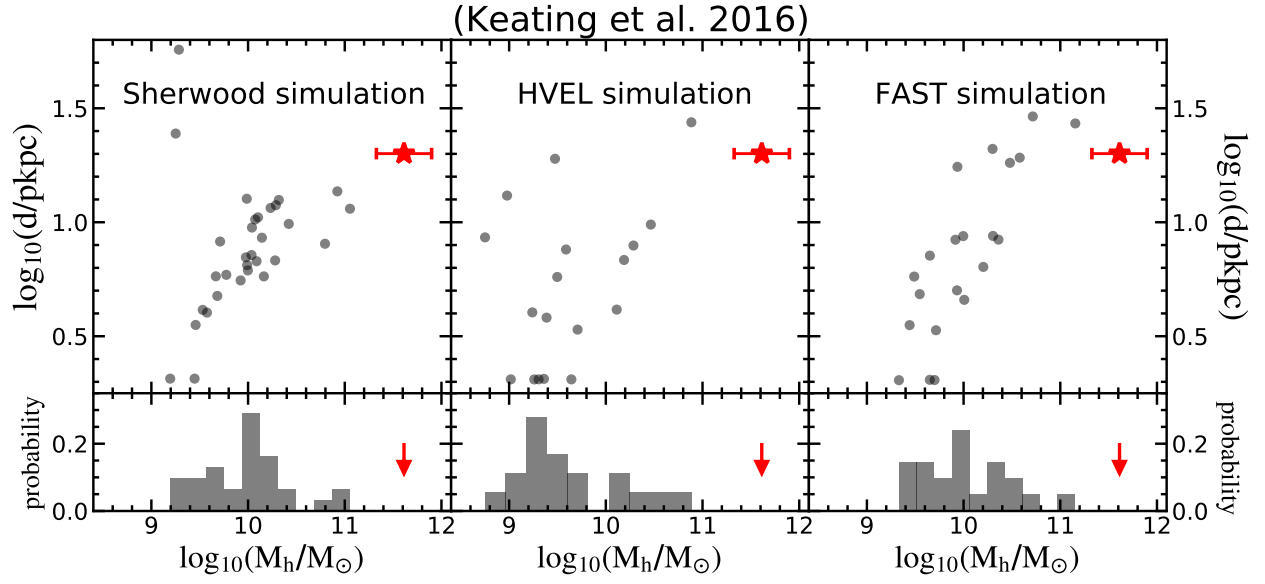 (Keating et al. 2016)
Sherwood simulation
HVEL simulation
FAST simulation
log₁₀(d/pkpc)
1.5
1.0
0.5
1.5
1.0
0.5
log₁₀(d/pkpc)
probability
0.2
0.0
0.2
0.0
probability
9 10 11
9 10 11 12
9 10 11 12
log₁₀(Mₕ/M☉)
log₁₀(Mₕ/M☉)
log₁₀(Mₕ/M☉)